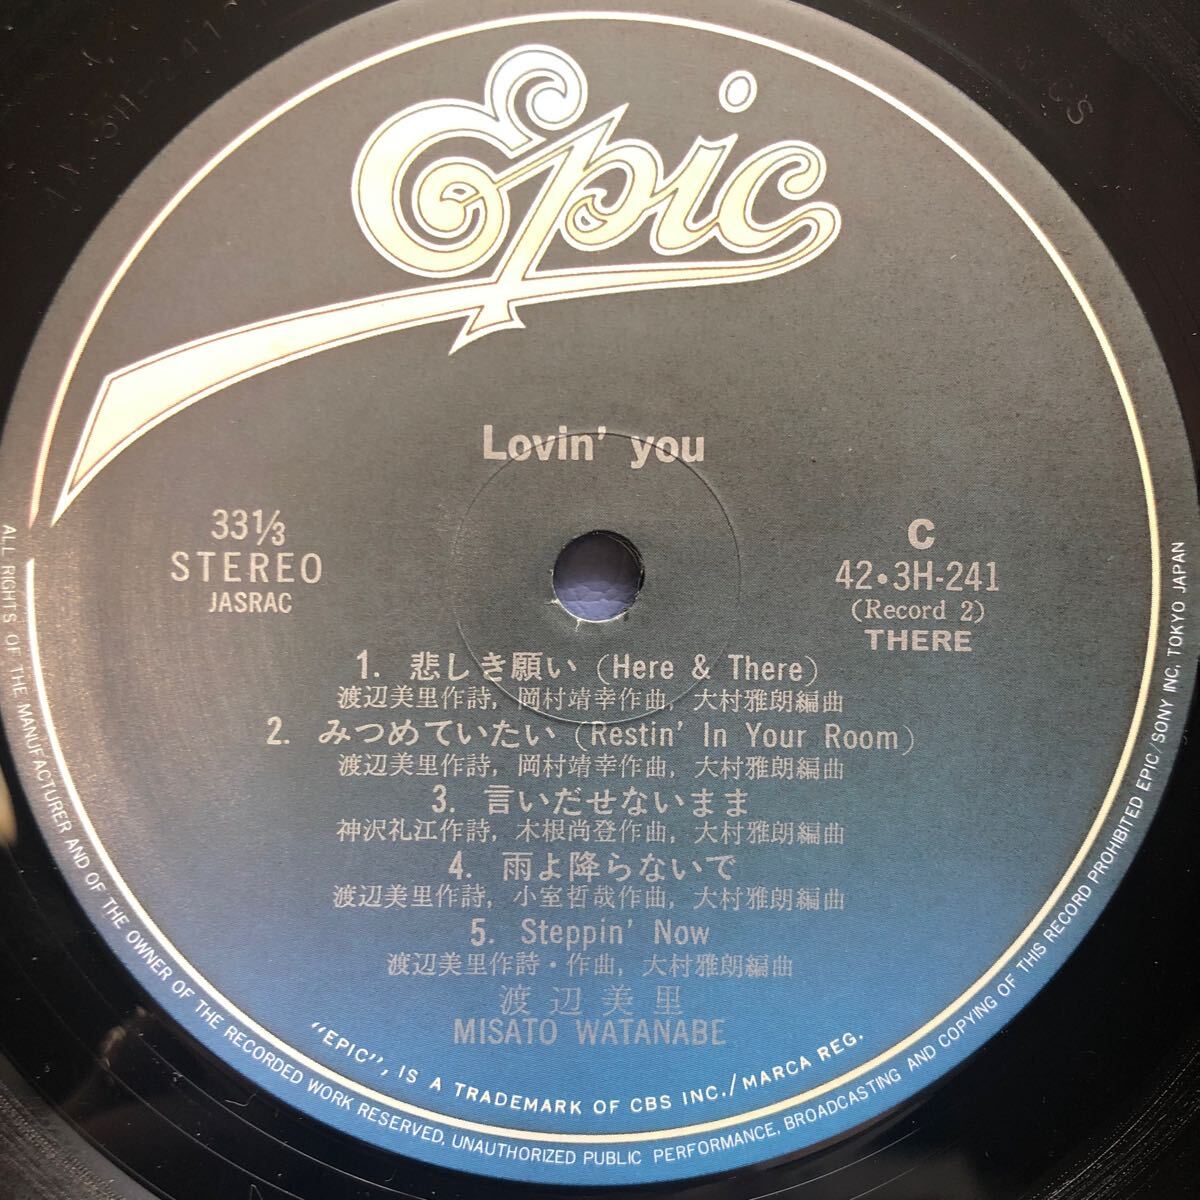 Epic
Lovin' you
33⅓
STEREO
JASRAC
C
42・3H-241
(Record 2)
THERE
1. 悲しき願い (Here & There)
渡辺美里作詩, 岡村靖幸作曲, 大村雅朗編曲
2. みつめていたい (Restin' In Your Room)
渡辺美里作詩, 岡村靖幸作曲, 大村雅朗編曲
3. 言いだせないまま
神沢礼江作詩, 木根尚登作曲, 大村雅朗編曲
4. 雨よ降らないで
渡辺美里作詩, 小室哲哉作曲, 大村雅朗編曲
5. Steppin' Now
渡辺美里作詩・作曲, 大村雅朗編曲
渡辺美里
MISATO WATANABE
"EPIC", IS A TRADEMARK OF CBS INC./MARCA REG.
ALL RIGHTS OF THE MANUFACTURER AND OF THE OWNER OF THE RECORDED WORK RESERVED, UNAUTHORIZED PUBLIC PERFORMANCE, BROADCASTING AND COPYING OF THIS RECORD PROHIBITED EPIC/SONY INC. TOKYO JAPAN